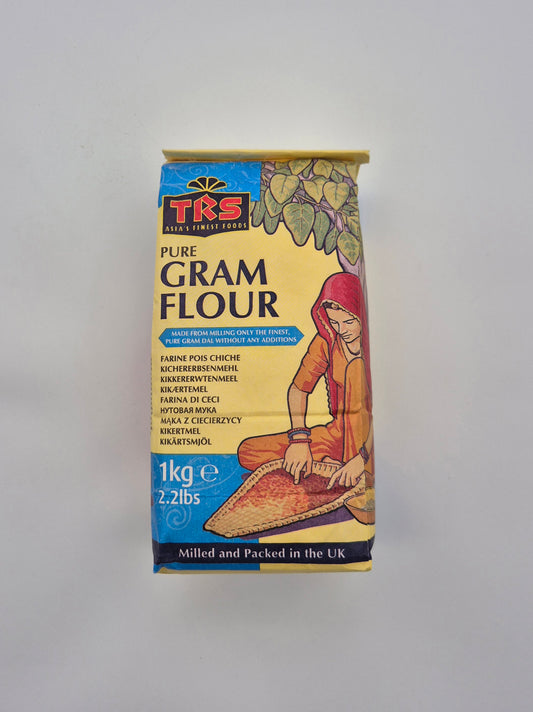 TRS
ASIA'S FINEST FOODS
PURE
GRAM
FLOUR
MADE FROM MILLING ONLY THE FINEST,
PURE GRAM DAL WITHOUT ANY ADDITIONS
FARINE POIS CHICHE
KICHERERBSENMEHL
KIKKERERWTENMEEL
KIKÆRTEMEL
FARINA DI CECI
НУТОВАЯ МУКА
MĄKA Z CIECIERZYCY
KIKERTMEL
KIKÄRTSMJÖL
1kg ℮
2.2lbs
Milled and Packed in the UK